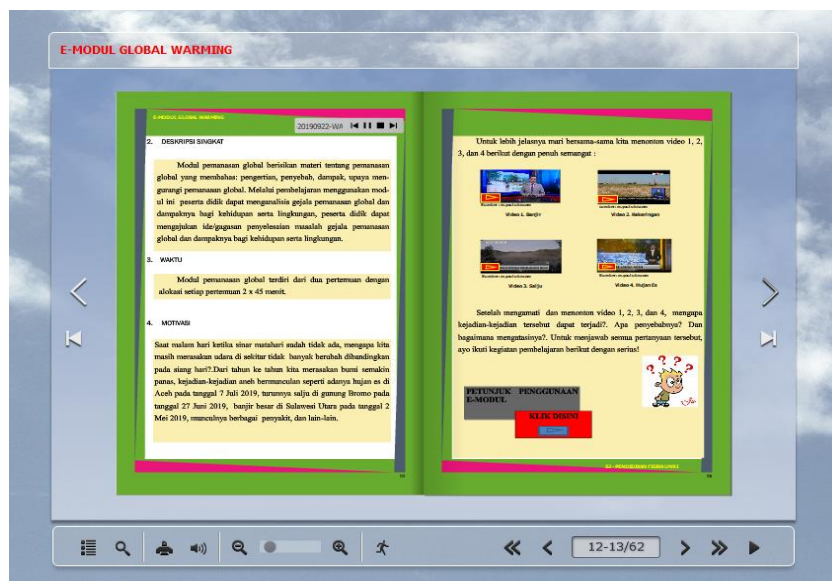 E-MODUL GLOBAL WARMING
E-MODUL GLOBAL WARMING
20190922-WA
2. DESKRIPSI SINGKAT
Modul pemanasan global berisikan materi tentang pemanasan
global yang membahas: pengertian, penyebab, dampak, upaya men-
gurangi pemanasan global. Melalui pembelajaran menggunakan mod-
ul ini peserta didik dapat menganalisis gejala pemanasan global dan
dampaknya bagi kehidupan serta lingkungan, peserta didik dapat
mengajukan ide/gagasan penyelesaian masalah gejala pemanasan
global dan dampaknya bagi kehidupan serta lingkungan.
3. WAKTU
Modul pemanasan global terdiri dari dua pertemuan dengan
alokasi setiap pertemuan 2 x 45 menit.
4. MOTIVASI
Saat malam hari ketika sinar matahari sudah tidak ada, mengapa kita
masih merasakan udara di sekitar tidak banyak berubah dibandingkan
pada siang hari?.Dari tahun ke tahun kita merasakan bumi semakin
panas, kejadian-kejadian aneh bermunculan seperti adanya hujan es di
Aceh pada tanggal 7 Juli 2019, turunnya salju di gunung Bromo pada
tanggal 27 Juni 2019, banjir besar di Sulawesi Utara pada tanggal 2
Mei 2019, munculnya berbagai penyakit, dan lain-lain.
Untuk lebih jelasnya mari bersama-sama kita menonton video 1, 2,
3, dan 4 berikut dengan penuh semangat :
Video 1. Banjir
Video 2. Kekeringan
Video 3. Salju
Video 4. Hujan Es
Setelah mengamati dan menonton video 1, 2, 3, dan 4, mengapa
kejadian-kejadian tersebut dapat terjadi?. Apa penyebabnya? Dan
bagaimana mengatasinya?. Untuk menjawab semua pertanyaan tersebut,
ayo ikuti kegiatan pembelajaran berikut dengan serius!
? ? ? ?
PETUNJUK PENGGUNAAN
E-MODUL
KLIK DISINI
12-13/62